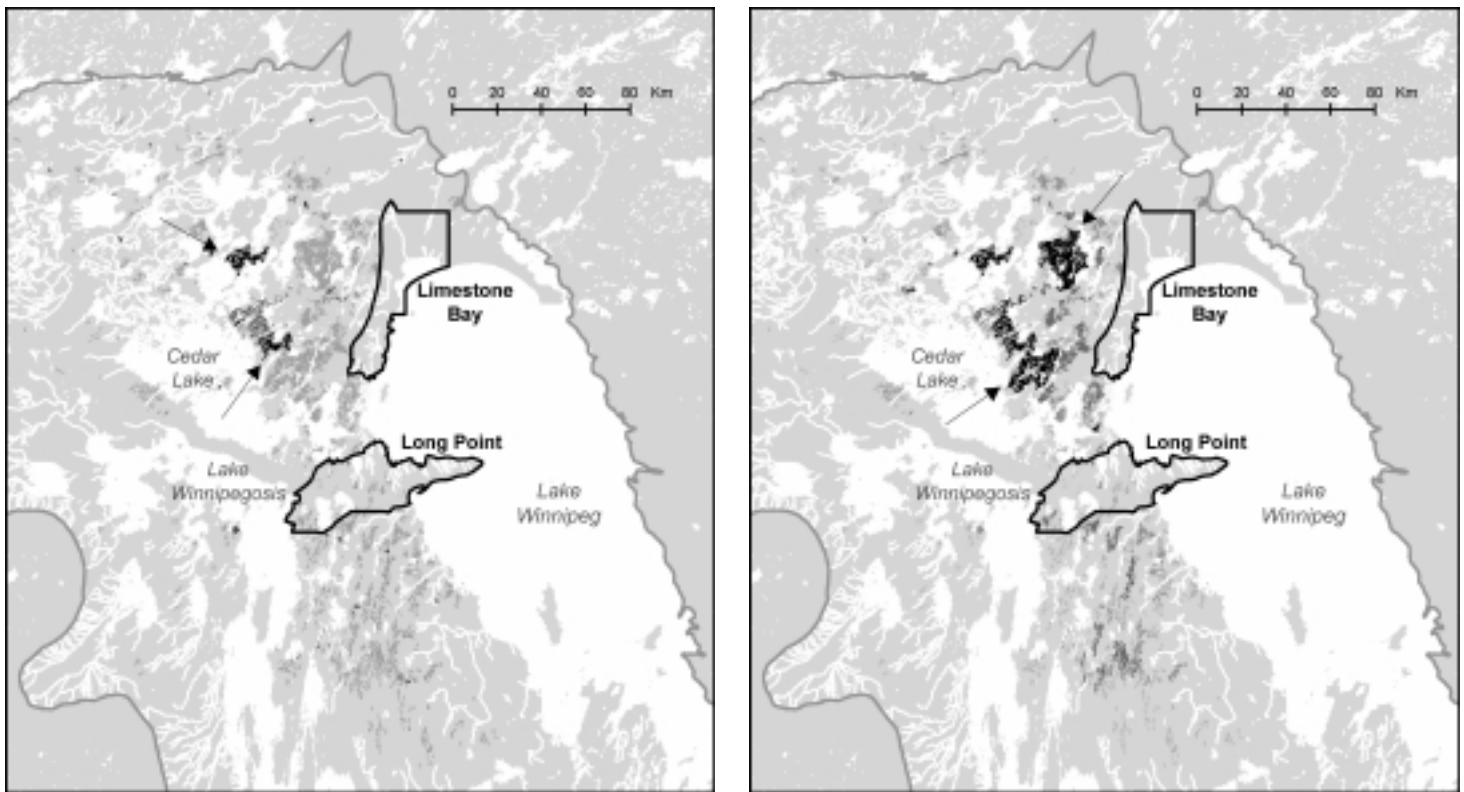 0 20 40 60 80 Km
Limestone
Bay
Cedar
Lake
Long Point
Lake
Winnipegosis
Lake
Winnipeg
0 20 40 60 80 Km
Limestone
Bay
Cedar
Lake
Long Point
Lake
Winnipegosis
Lake
Winnipeg